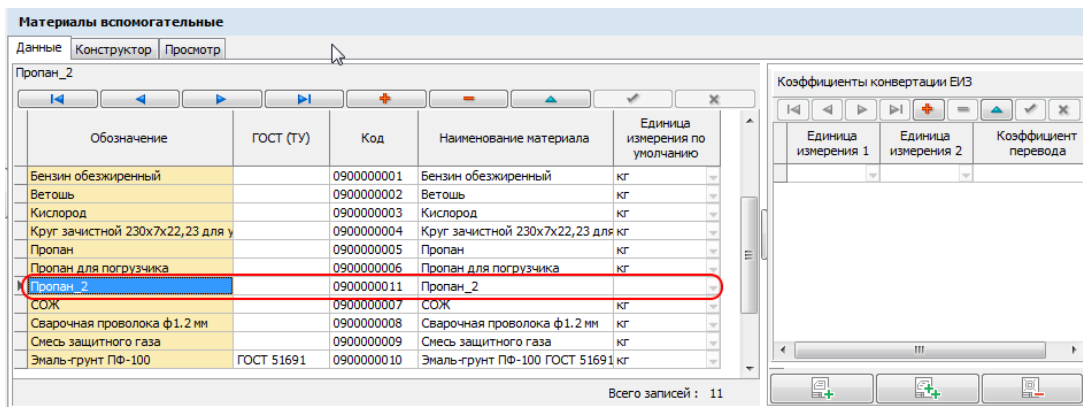 Материалы вспомогательные
Данные Конструктор Просмотр
Пропан_2
Обозначение ГОСТ (ТУ) Код Наименование материала Единица измерения по умолчанию
Бензин обезжиренный 0900000001 Бензин обезжиренный кг
Ветошь 0900000002 Ветошь кг
Кислород 0900000003 Кислород кг
Круг зачистной 230х7х22,23 для у 0900000004 Круг зачистной 230х7х22,23 для кг
Пропан 0900000005 Пропан кг
Пропан для погрузчика 0900000006 Пропан для погрузчика кг
Пропан_2 0900000011 Пропан_2
СОЖ 0900000007 СОЖ кг
Сварочная проволока ф1.2 мм 0900000008 Сварочная проволока ф1.2 мм кг
Смесь защитного газа 0900000009 Смесь защитного газа кг
Эмаль-грунт ПФ-100 ГОСТ 51691 0900000010 Эмаль-грунт ПФ-100 ГОСТ 51691 кг
Всего записей : 11
Коэффициенты конвертации ЕИЗ
Единица измерения 1 Единица измерения 2 Коэффициент перевода